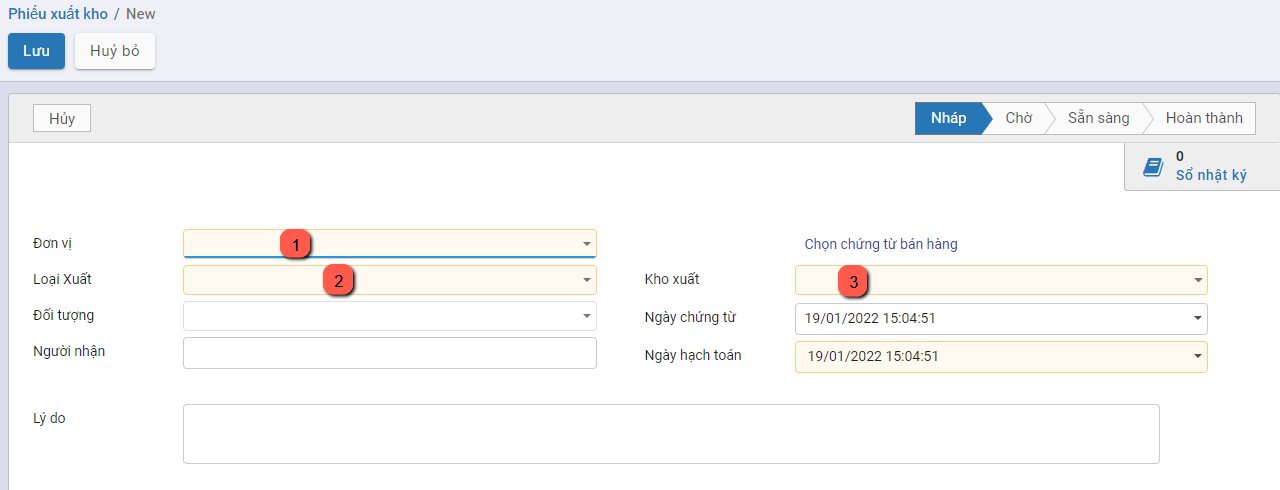 Phiếu xuất kho / New
Lưu
Huỷ bỏ
Hủy
Nháp
Chờ
Sẵn sàng
Hoàn thành
0
Sổ nhật ký
Đơn vị
1
Chọn chứng từ bán hàng
Loại Xuất
2
Kho xuất
3
Đối tượng
Ngày chứng từ
19/01/2022 15:04:51
Người nhận
Ngày hạch toán
19/01/2022 15:04:51
Lý do